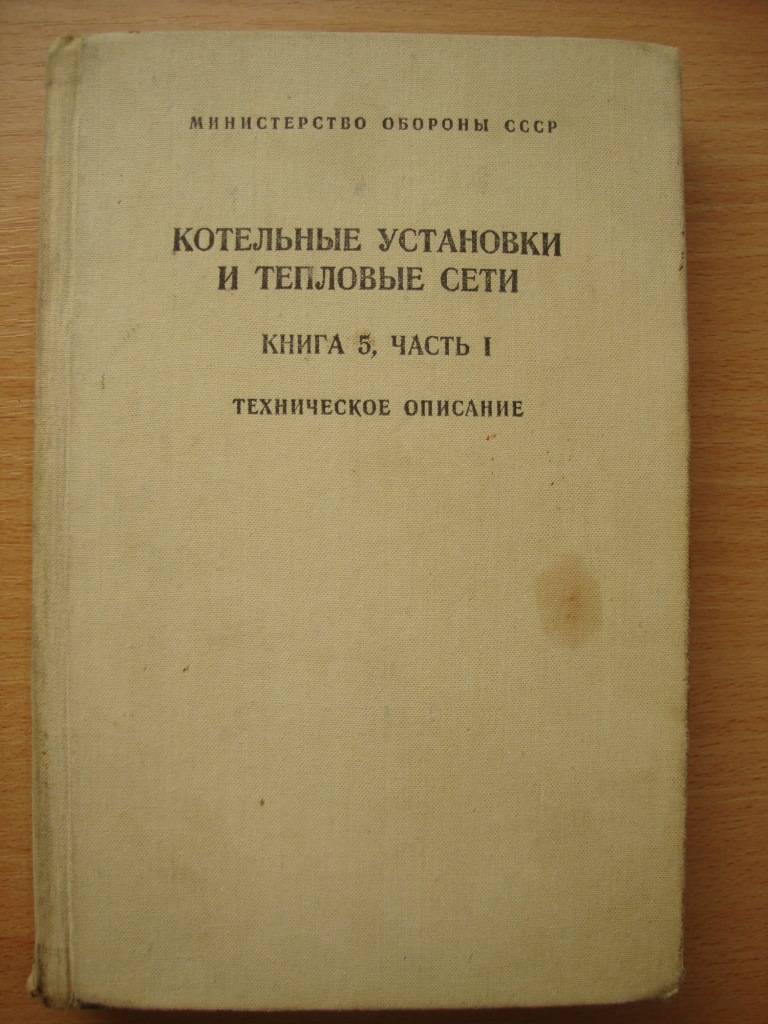 МИНИСТЕРСТВО ОБОРОНЫ СССР
КОТЕЛЬНЫЕ УСТАНОВКИ
И ТЕПЛОВЫЕ СЕТИ
КНИГА 5, ЧАСТЬ I
ТЕХНИЧЕСКОЕ ОПИСАНИЕ